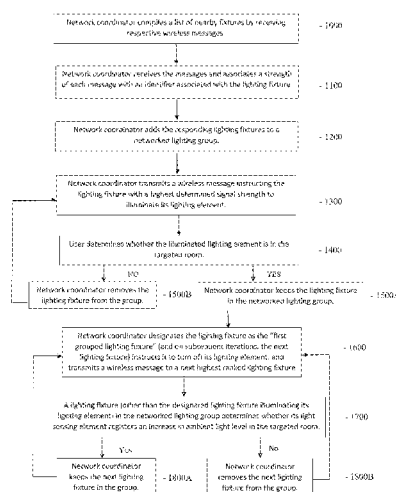 Network coordinator compiles a list of nearby fixtures by receiving
respective wireless messages
- 1000
Network coordinator receives the messages and associates a strength
of each message with an identifier associated with the lighting fixture
- 1100
Network coordinator adds the responding lighting fixtures to a
networked lighting group.
- 1200
Network coordinator transmits a wireless message instructing the
lighting fixture with a highest determined signal strength to
illuminate its lighting element.
- 1300
User determines whether the illuminated lighting element is in the
targeted room.
- 1400
NO
YES
Network coordinator removes the
lighting fixture from the group.
- 1500B
Network coordinator keeps the lighting fixture
in the networked lighting group.
- 1500A
Network coordinator designates the lighting fixture as the "first
grouped lighting fixture" (and on subsequent iterations, the next
lighting fixture) instructs it to turn off its lighting element, and
transmits a wireless message to a next highest ranked lighting fixture
- 1600
A lighting fixture (other than the designated lighting fixture illuminating its
lighting element) in the networked lighting group determines whether its light
sensing element registers an increase in ambient light level in the targeted room.
- 1700
Yes
No
Network coordinator
keeps the next lighting
fixture in the group.
- 1800A
Network coordinator
removes the next lighting
fixture from the group.
- 1800B